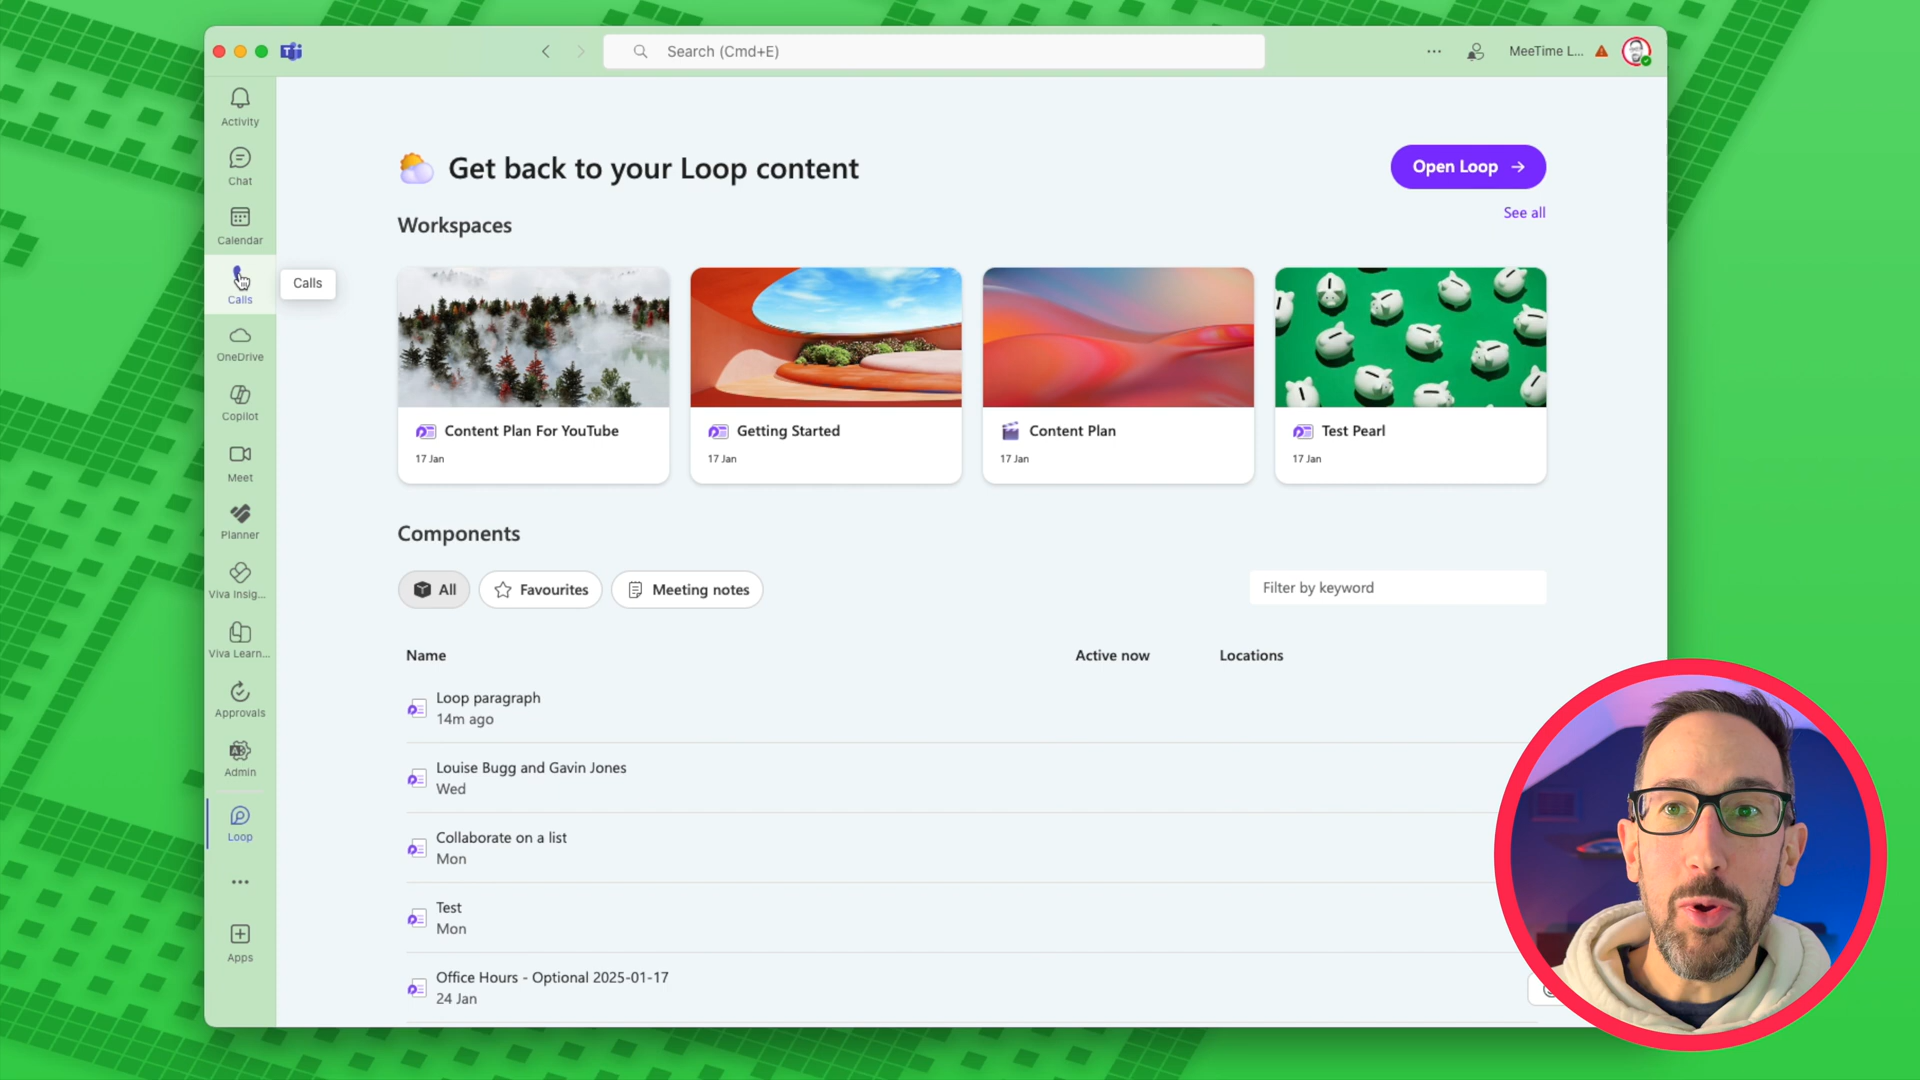 Search (Cmd+E)
MeeTime L...
Activity
Chat
Calendar
Calls
Calls
OneDrive
Copilot
Meet
Planner
Viva Insig...
Viva Learn...
Approvals
Admin
Loop
Apps
Get back to your Loop content
Open Loop
See all
Workspaces
Content Plan For YouTube
17 Jan
Getting Started
17 Jan
Content Plan
17 Jan
Test Pearl
17 Jan
Components
All
Favourites
Meeting notes
Filter by keyword
Name
Active now
Locations
Loop paragraph
14m ago
Louise Bugg and Gavin Jones
Wed
Collaborate on a list
Mon
Test
Mon
Office Hours - Optional 2025-01-17
24 Jan